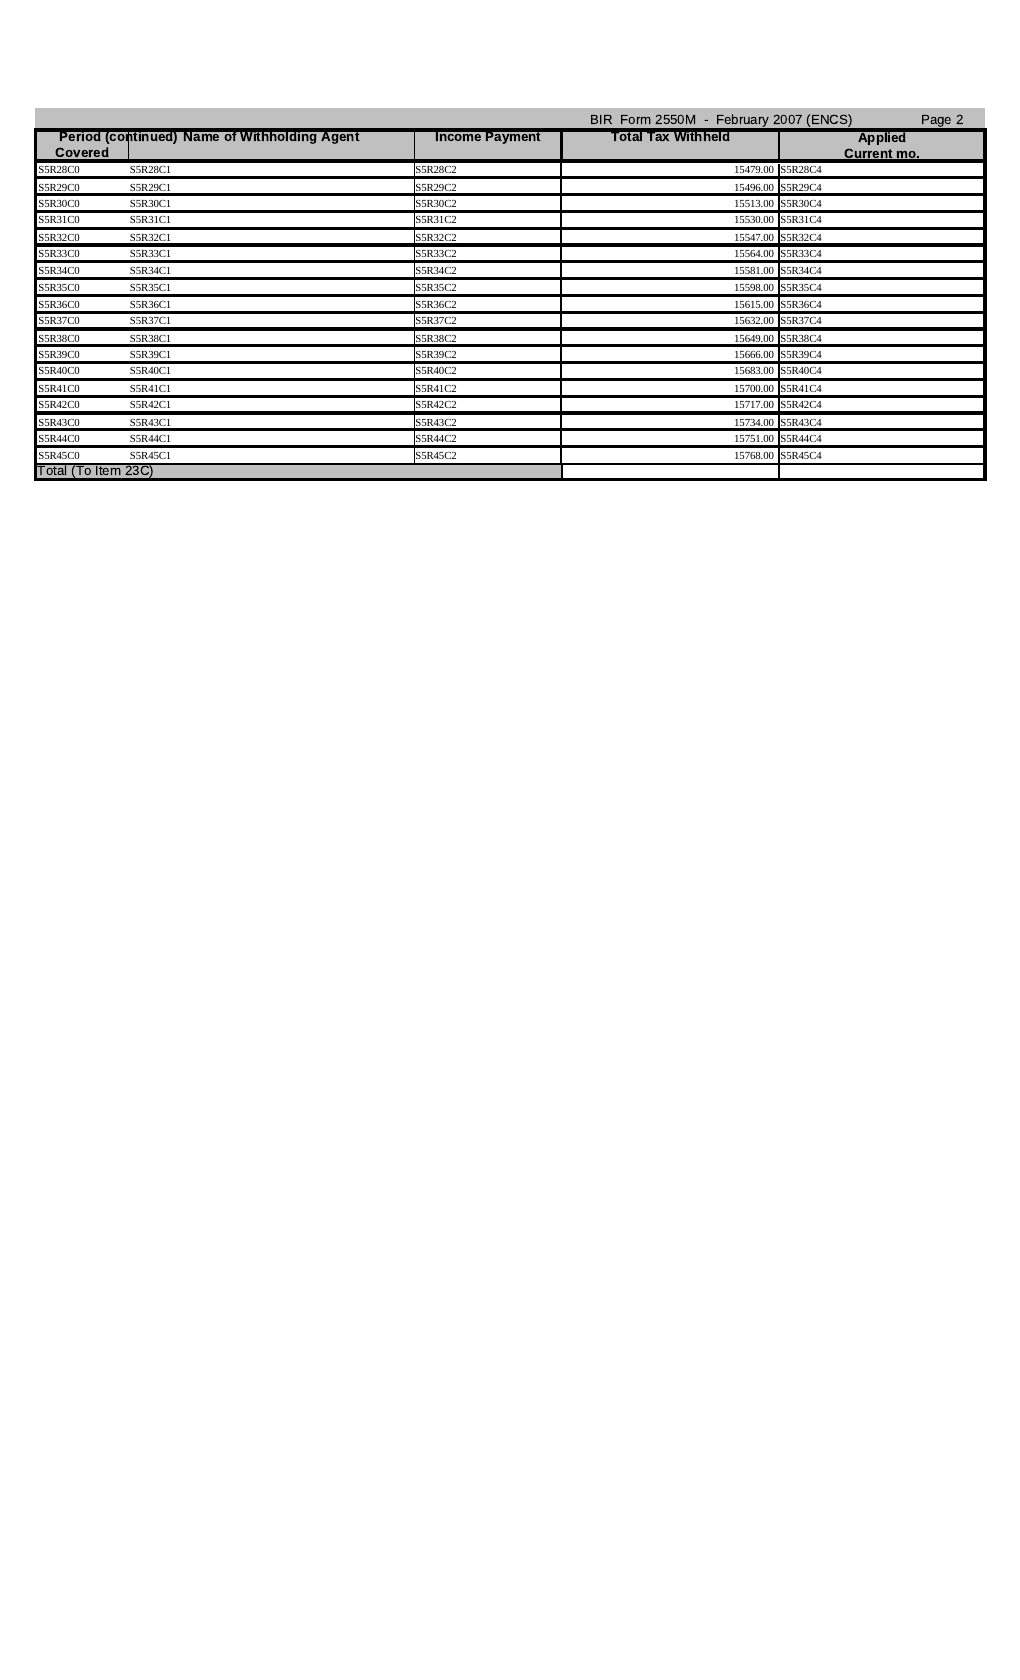 BIR Form 2550M - February 2007 (ENCS) Page 2
Period (continued) Name of Withholding Agent Income Payment Total Tax Withheld Applied
Covered Current mo.
S5R28C0 S5R28C1 S5R28C2 15479.00 S5R28C4
S5R29C0 S5R29C1 S5R29C2 15496.00 S5R29C4
S5R30C0 S5R30C1 S5R30C2 15513.00 S5R30C4
S5R31C0 S5R31C1 S5R31C2 15530.00 S5R31C4
S5R32C0 S5R32C1 S5R32C2 15547.00 S5R32C4
S5R33C0 S5R33C1 S5R33C2 15564.00 S5R33C4
S5R34C0 S5R34C1 S5R34C2 15581.00 S5R34C4
S5R35C0 S5R35C1 S5R35C2 15598.00 S5R35C4
S5R36C0 S5R36C1 S5R36C2 15615.00 S5R36C4
S5R37C0 S5R37C1 S5R37C2 15632.00 S5R37C4
S5R38C0 S5R38C1 S5R38C2 15649.00 S5R38C4
S5R39C0 S5R39C1 S5R39C2 15666.00 S5R39C4
S5R40C0 S5R40C1 S5R40C2 15683.00 S5R40C4
S5R41C0 S5R41C1 S5R41C2 15700.00 S5R41C4
S5R42C0 S5R42C1 S5R42C2 15717.00 S5R42C4
S5R43C0 S5R43C1 S5R43C2 15734.00 S5R43C4
S5R44C0 S5R44C1 S5R44C2 15751.00 S5R44C4
S5R45C0 S5R45C1 S5R45C2 15768.00 S5R45C4
Total (To Item 23C)